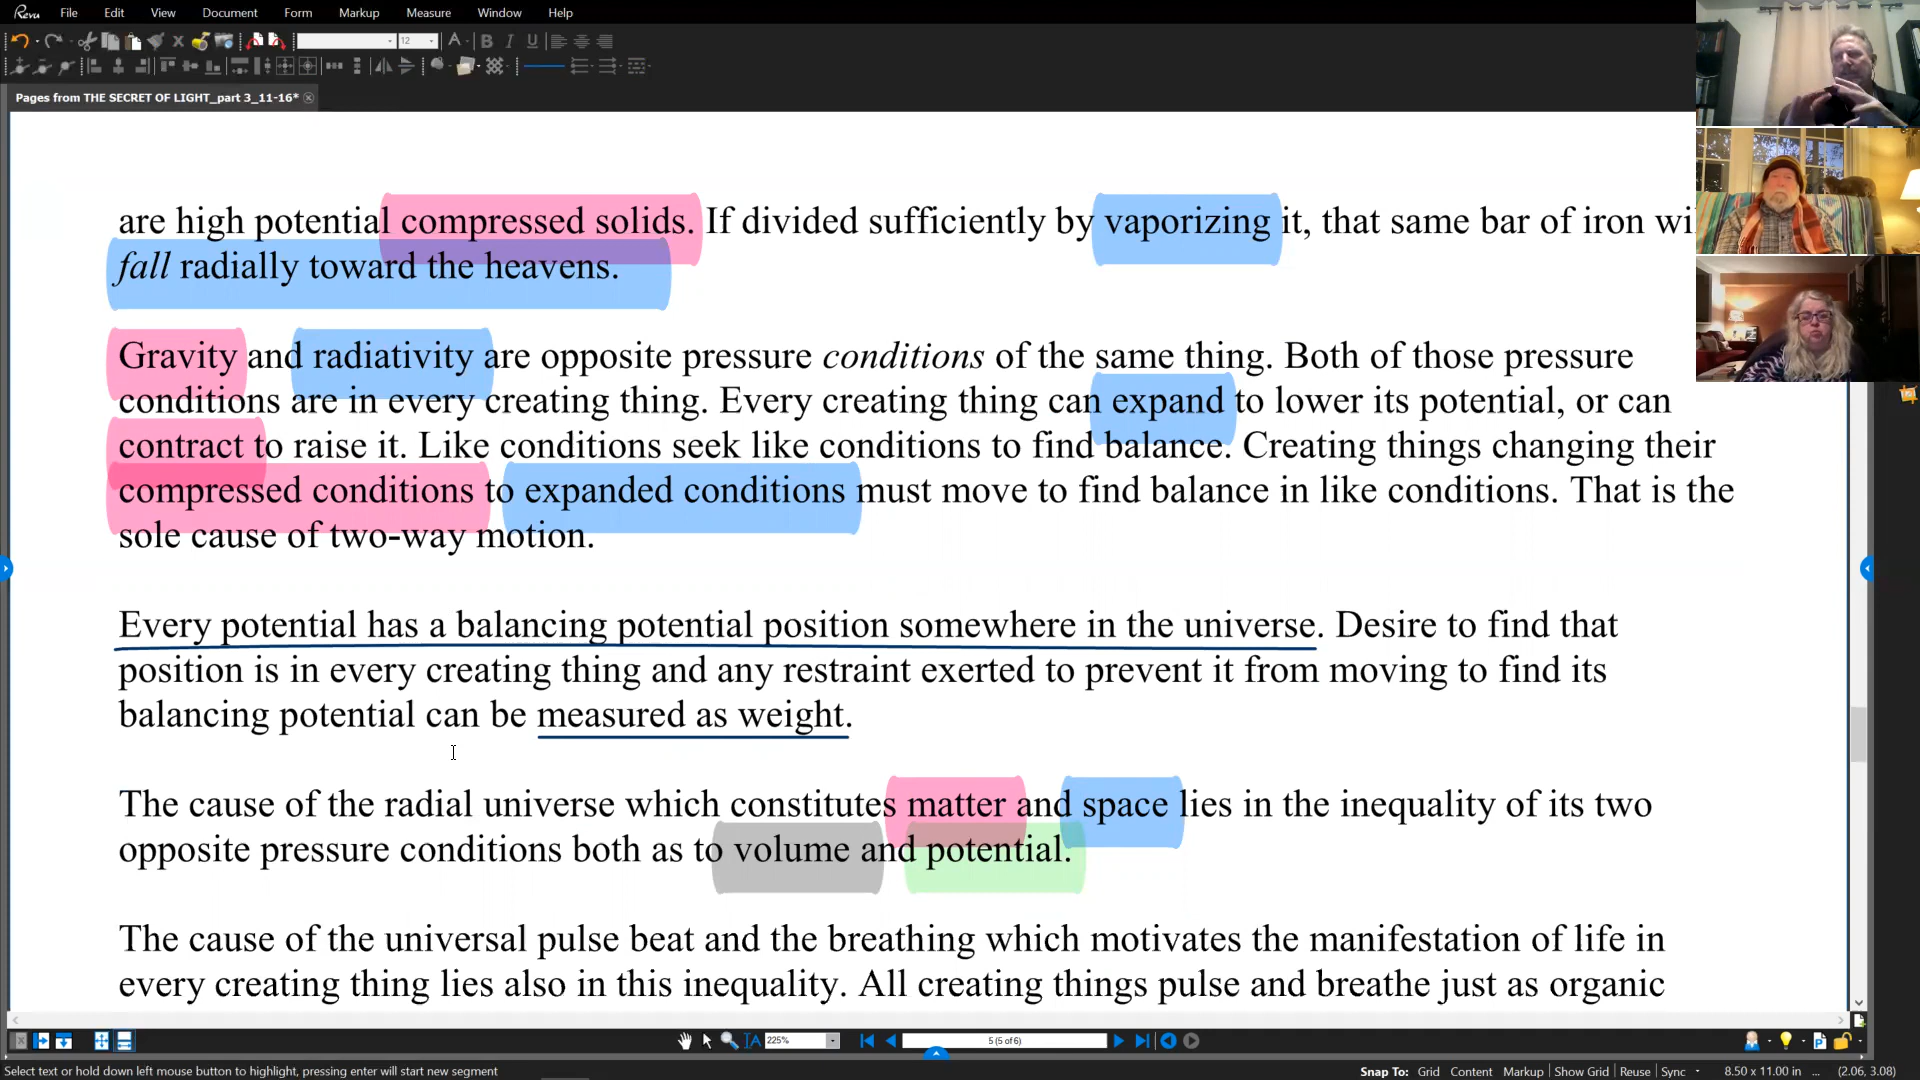 Revu File Edit View Window Document Form Markup Measure Window Help
12
Pages from THE SECRET OF LIGHT_part 3_11-16*
are high potential compressed solids. If divided sufficiently by vaporizing it, that same bar of iron wi
fall radially toward the heavens.
Gravity and radiativity are opposite pressure conditions of the same thing. Both of those pressure
conditions are in every creating thing. Every creating thing can expand to lower its potential, or can
contract to raise it. Like conditions seek like conditions to find balance. Creating things changing their
compressed conditions to expanded conditions must move to find balance in like conditions. That is the
sole cause of two-way motion.
Every potential has a balancing potential position somewhere in the universe. Desire to find that
position is in every creating thing and any restraint exerted to prevent it from moving to find its
balancing potential can be measured as weight.
The cause of the radial universe which constitutes matter and space lies in the inequality of its two
opposite pressure conditions both as to volume and potential.
The cause of the universal pulse beat and the breathing which motivates the manifestation of life in
every creating thing lies also in this inequality. All creating things pulse and breathe just as organic
225% 5 (5 of 6)
Select text or hold down left mouse button to highlight, pressing enter will start new segment Snap To: Grid Content Markup Show Grid Reuse Sync 8.50 x 11.00 in ... (2.06, 3.08)